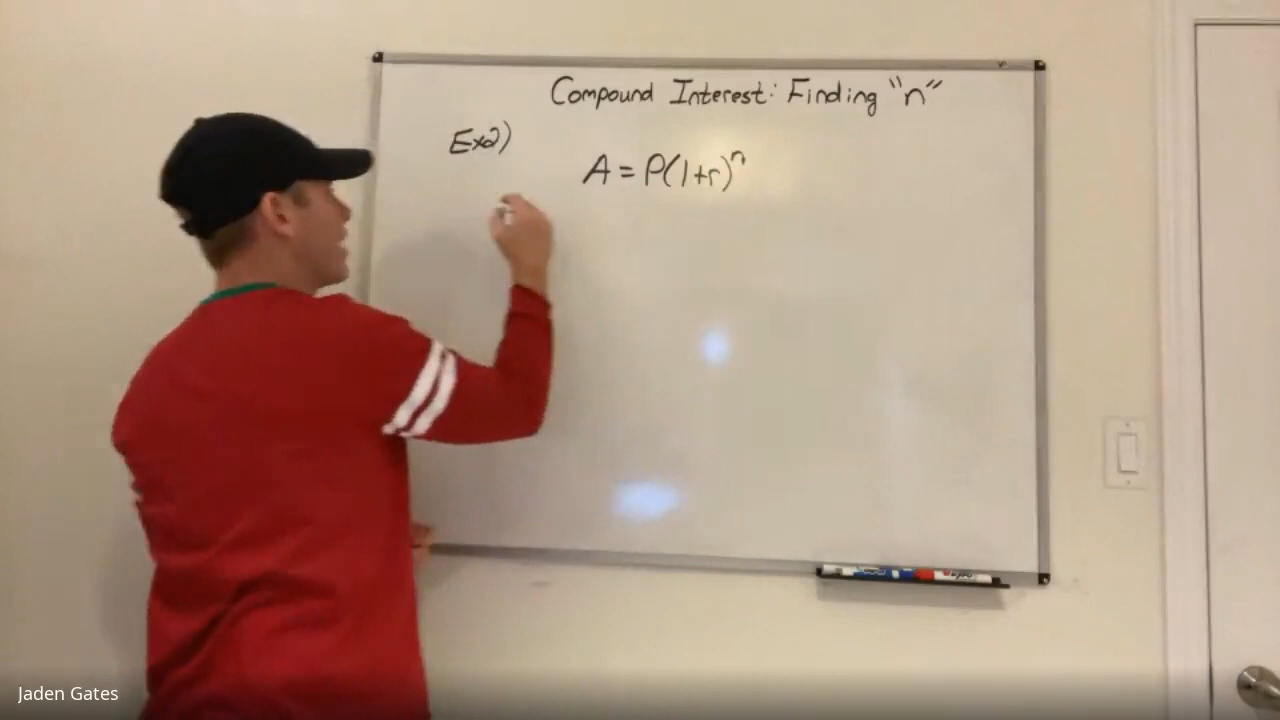 Compound Interest: Finding "n"
Ex2)
A = P(1+r)ⁿ
Jaden Gates